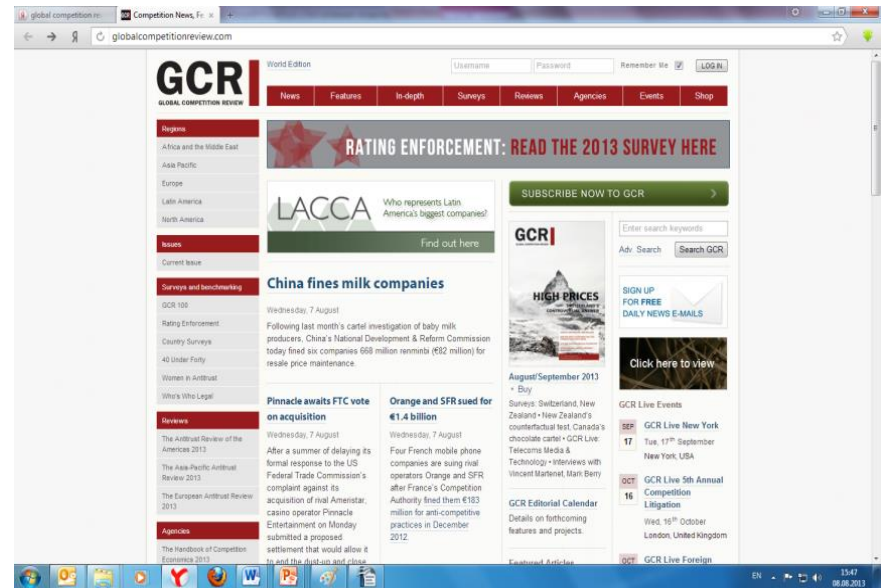 global competition re
Competition News, Fe
globalcompetitionreview.com
GCR
GLOBAL COMPETITION REVIEW
World Edition
Username
Password
Remember Me
LOG IN
News Features In-depth Surveys Reviews Agencies Events Shop
Regions
Africa and the Middle East
Asia Pacific
Europe
Latin America
North America
Issues
Current Issue
Surveys and benchmarking
GCR 100
Rating Enforcement
Country Surveys
40 Under Forty
Women in Antitrust
Who's Who Legal
Reviews
The Antitrust Review of the
Americas 2013
The Asia-Pacific Antitrust
Review 2013
The European Antitrust Review
2013
Agencies
The Handbook of Competition
Economics 2013
RATING ENFORCEMENT: READ THE 2013 SURVEY HERE
LACCA
Who represents Latin
America's biggest companies?
Find out here
China fines milk companies
Wednesday, 7 August
Following last month's cartel investigation of baby milk
producers, China's National Development & Reform Commission
today fined six companies 668 million renminbi (€82 million) for
resale price maintenance.
Pinnacle awaits FTC vote
on acquisition
Wednesday, 7 August
After a summer of delaying its
formal response to the US
Federal Trade Commission's
complaint against its
acquisition of rival Ameristar,
casino operator Pinnacle
Entertainment on Monday
submitted a proposed
settlement that would allow it
to end the dust-up and close
Orange and SFR sued for
€1.4 billion
Wednesday, 7 August
Four French mobile phone
companies are suing rival
operators Orange and SFR
after France's Competition
Authority fined them €183
million for anti-competitive
practices in December
2012.
SUBSCRIBE NOW TO GCR
GCR
HIGH PRICES
August/September 2013
• Buy
Surveys: Switzerland, New
Zealand • New Zealand's
counterfactual test, Canada's
chocolate cartel • GCR Live:
Telecoms Media &
Technology • Interviews with
Vincent Martenet, Mark Berry
GCR Editorial Calendar
Details on forthcoming
features and projects.
Featured Articles
Enter search keywords
Adv. Search
Search GCR
SIGN UP
FOR FREE
DAILY NEWS E-MAILS
Click here to view
GCR Live Events
SEP
17
GCR Live New York
Tue, 17th September
New York, USA
OCT
16
GCR Live 5th Annual
Competition
Litigation
Wed, 16th October
London, United Kingdom
OCT
GCR Live Foreign
EN
15:47
08.08.2013